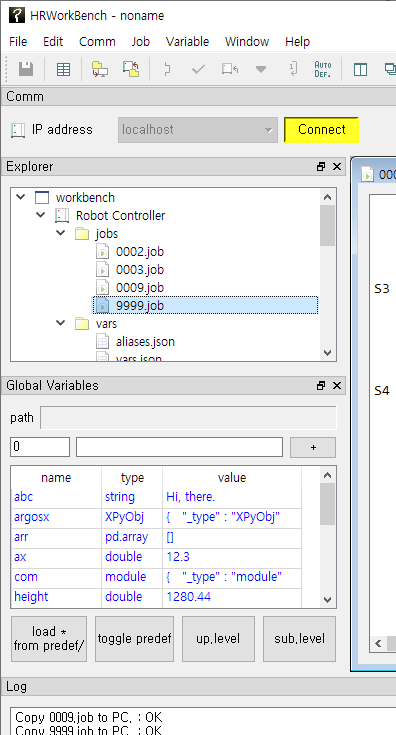 HRWorkBench - noname
File Edit Comm Job Variable Window Help
AUTO DEF.
Comm
IP address localhost Connect
Explorer
workbench
Robot Controller
jobs
0002.job
0003.job
0009.job
9999.job
vars
aliases.json
vars.json
S3
S4
Global Variables
path
0 +
name type value
abc string Hi, there.
argosx XPyObj { "_type" : "XPyObj"
arr pd.array []
ax double 12.3
com module { "_type" : "module"
height double 1280.44
load * from predef/ toggle predef up,level sub,level
Log
Copy 0009.job to PC. : OK
Copy 9999.job to PC. : OK